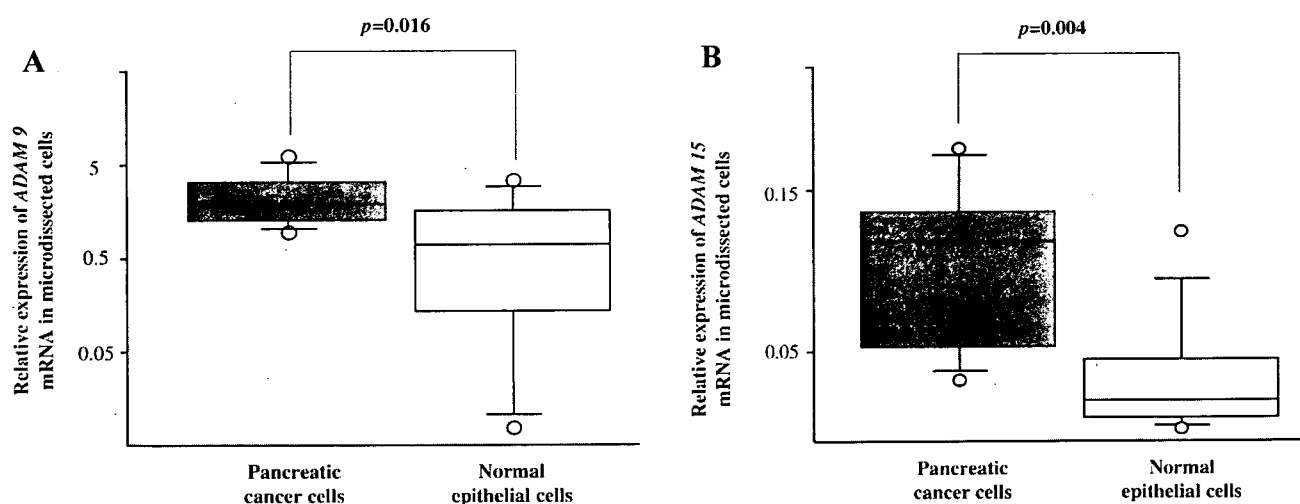 p=0.016
A
Relative expression of ADAM 9
mRNA in microdissected cells
5
0.5
0.05
Pancreatic
cancer cells
Normal
epithelial cells
p=0.004
B
Relative expression of ADAM 15
mRNA in microdissected cells
0.15
0.05
Pancreatic
cancer cells
Normal
epithelial cells